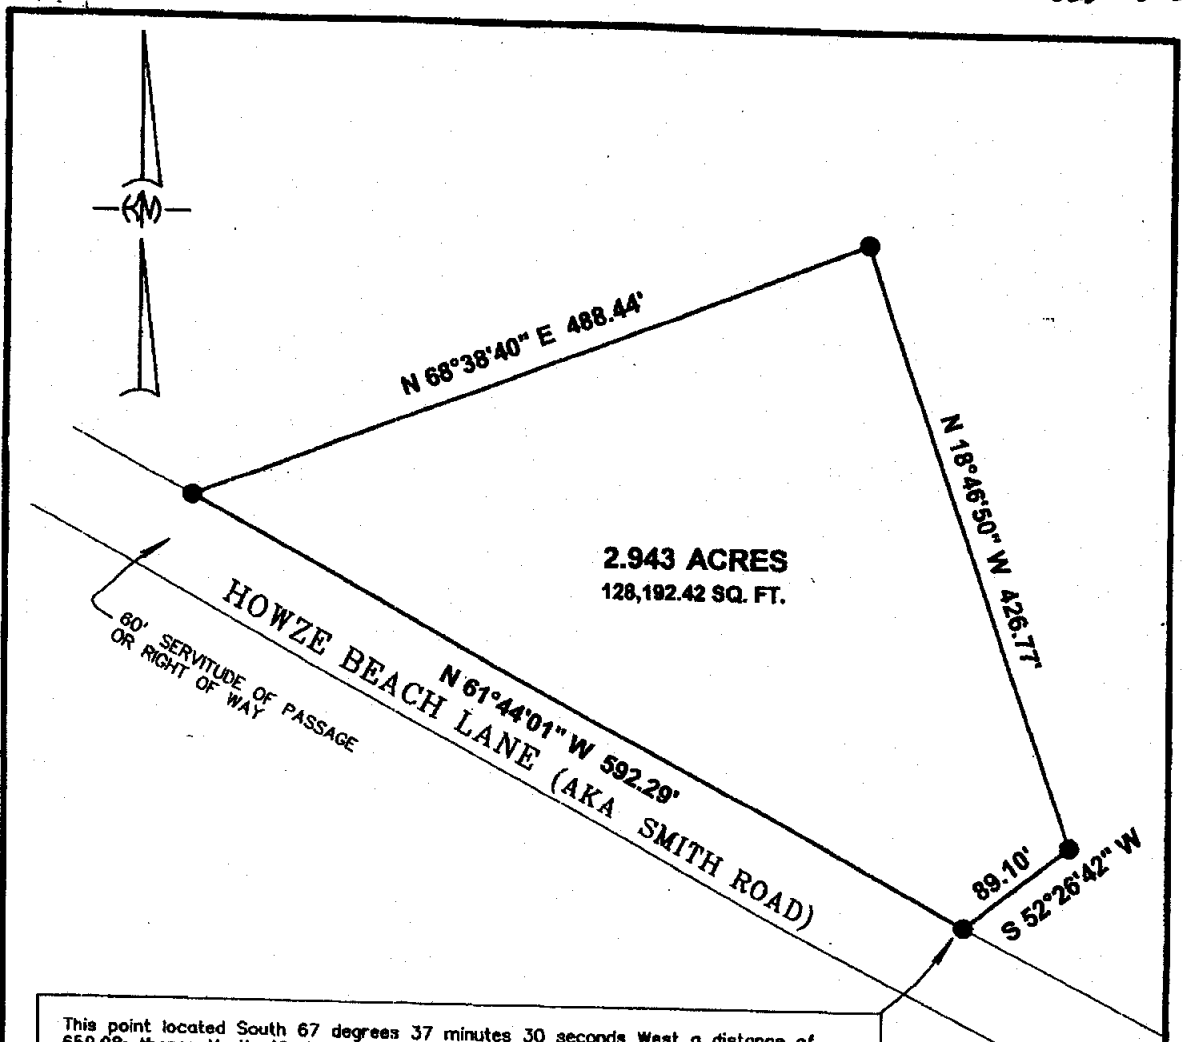 KM
N 68°38'40" E 488.44'
N 18°46'50" W 426.77'
2.943 ACRES
128,192.42 SQ. FT.
60' SERVITUDE OF PASSAGE
OR RIGHT OF WAY
HOWZE BEACH LANE (AKA SMITH ROAD)
N 61°44'01" W 592.29'
89.10'
S 52°26'42" W
This point located South 67 degrees 37 minutes 30 seconds West a distance of